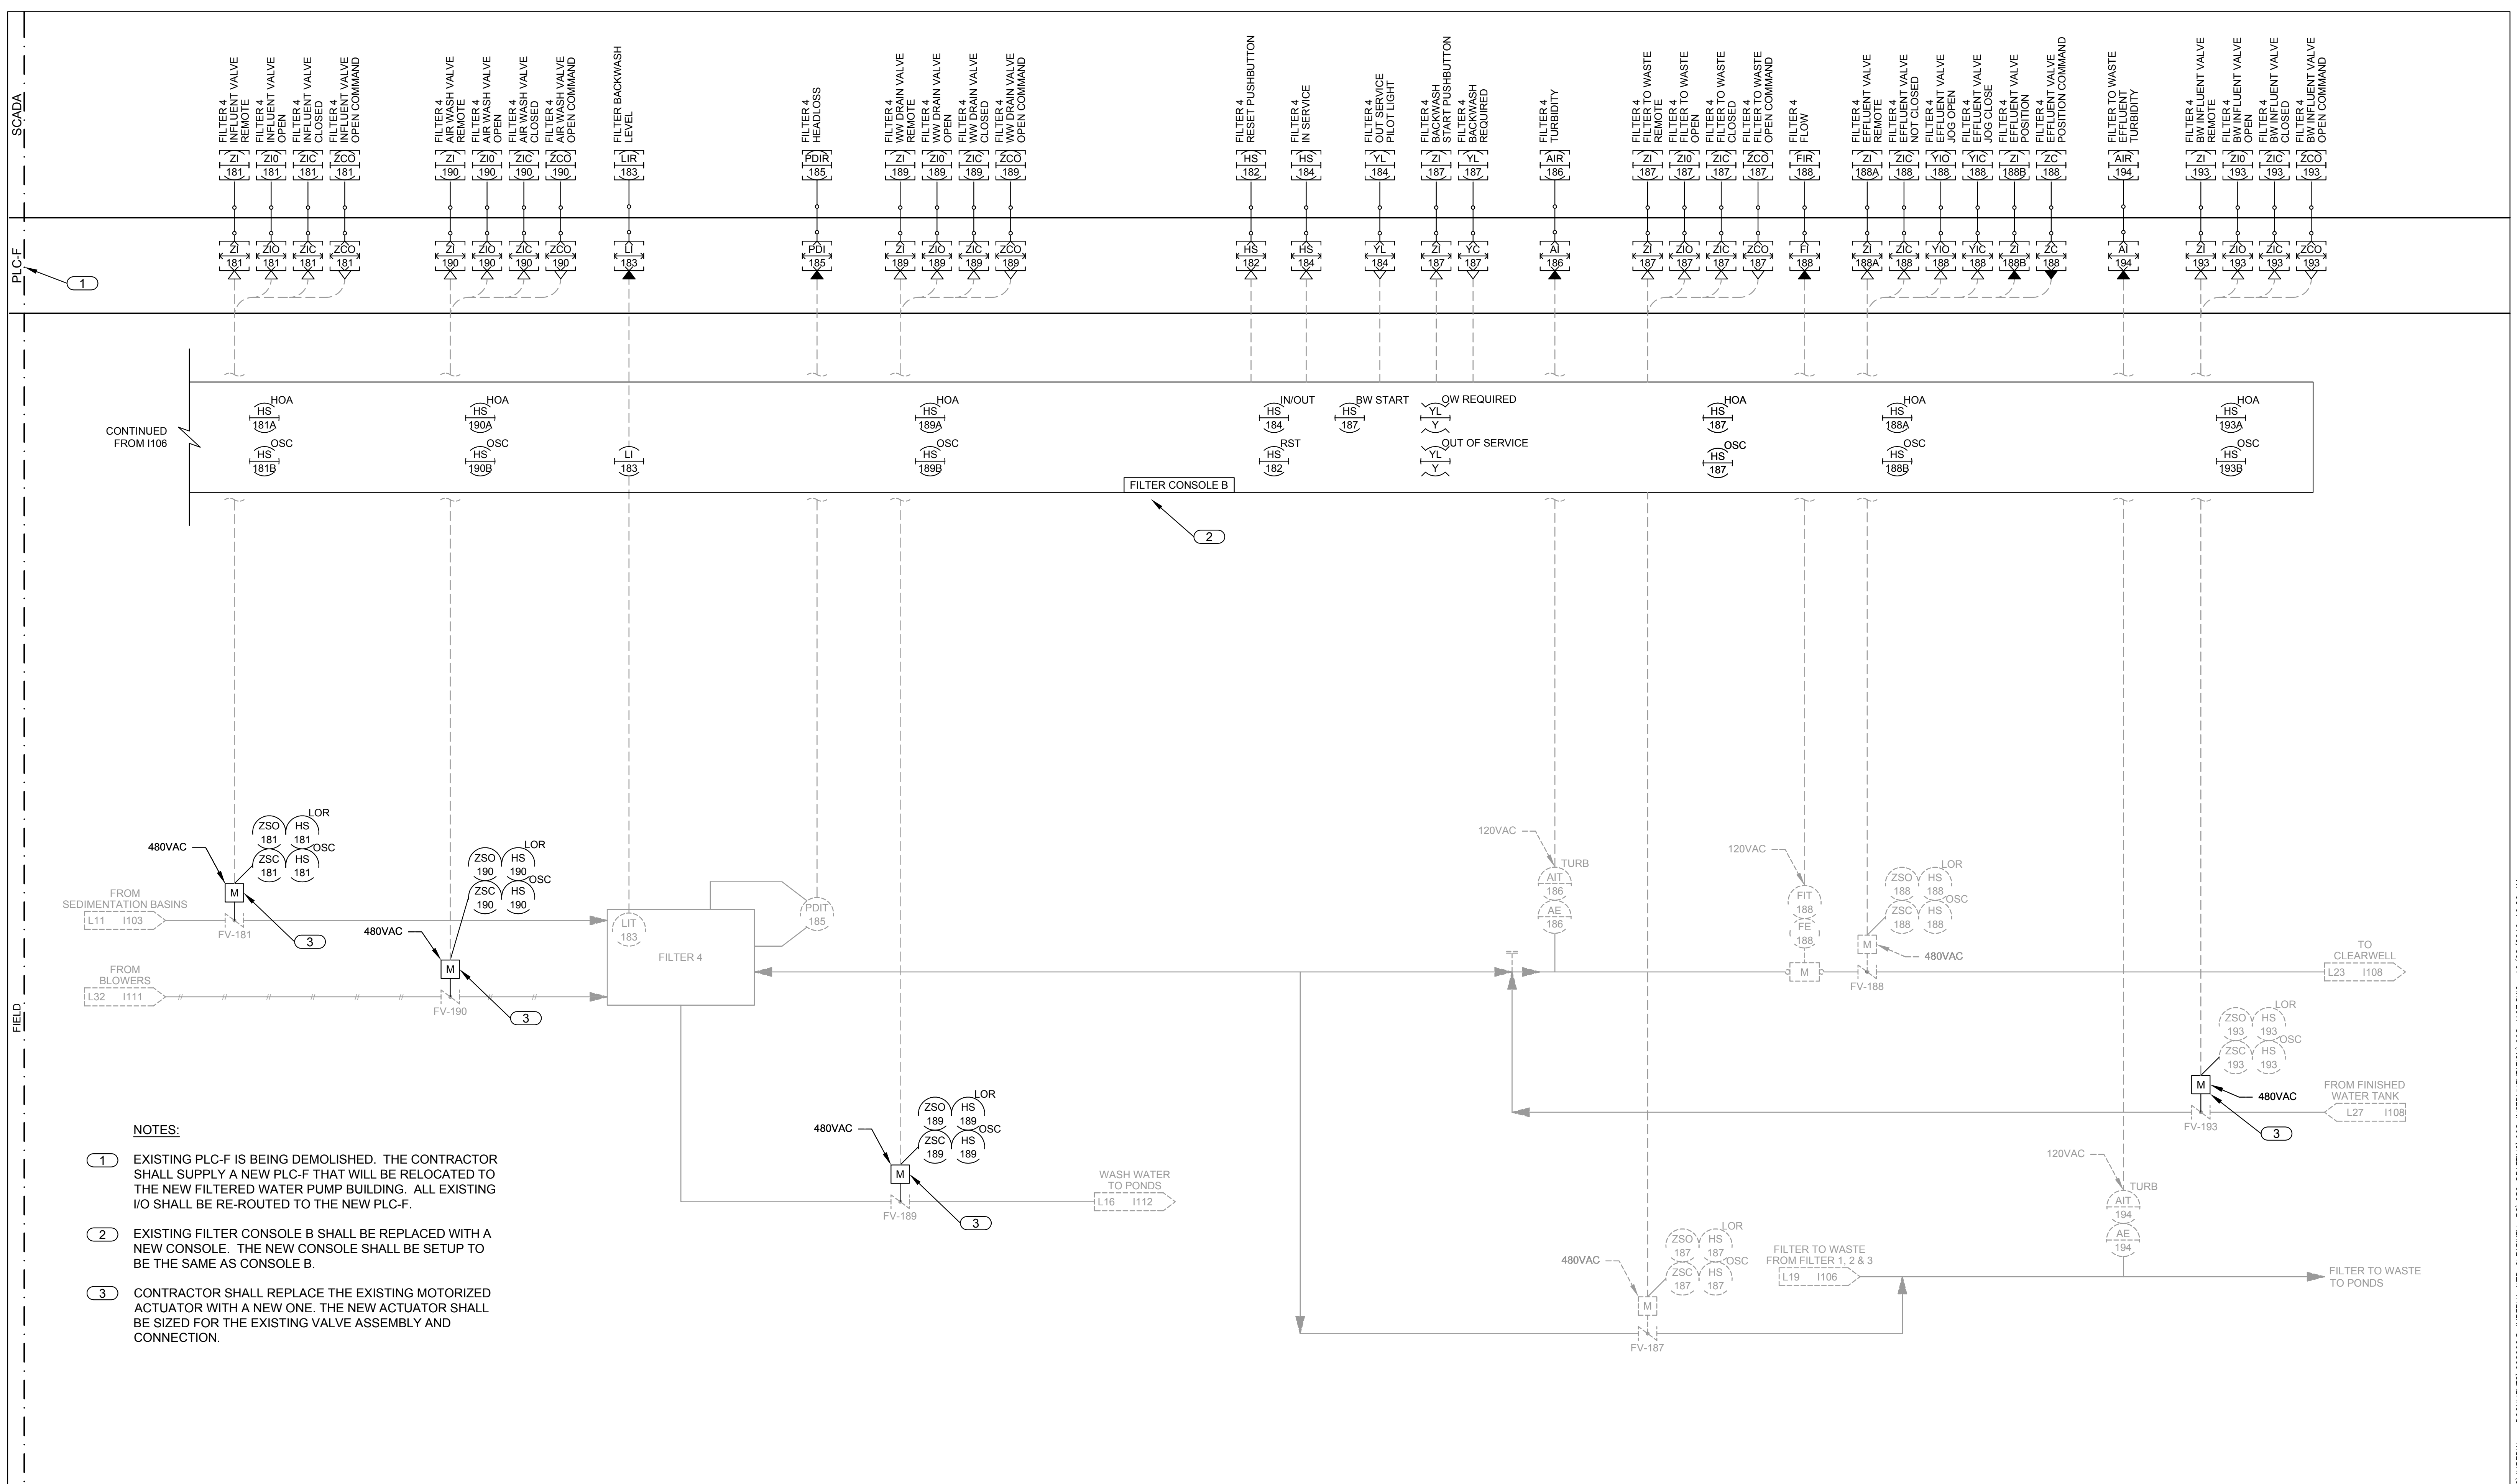 SCADA
FILTER 4
INFLUENT VALVE
REMOTE
FILTER 4
INFLUENT VALVE
OPEN
FILTER 4
INFLUENT VALVE
CLOSED
FILTER 4
INFLUENT VALVE
OPEN COMMAND
FILTER 4
AIR WASH VALVE
REMOTE
FILTER 4
AIR WASH VALVE
OPEN
FILTER 4
AIR WASH VALVE
CLOSED
FILTER 4
AIR WASH VALVE
OPEN COMMAND
FILTER BACKWASH
LEVEL
FILTER 4
HEADLOSS
FILTER 4
WW DRAIN VALVE
REMOTE
FILTER 4
WW DRAIN VALVE
OPEN
FILTER 4
WW DRAIN VALVE
CLOSED
FILTER 4
WW DRAIN VALVE
OPEN COMMAND
FILTER 4
RESET PUSHBUTTON
FILTER 4
IN SERVICE
FILTER 4
OUT SERVICE
PILOT LIGHT
FILTER 4
BACKWASH
START PUSHBUTTON
FILTER 4
BACKWASH
REQUIRED
FILTER 4
TURBIDITY
FILTER 4
FILTER TO WASTE
REMOTE
FILTER 4
FILTER TO WASTE
OPEN
FILTER 4
FILTER TO WASTE
CLOSED
FILTER 4
FILTER TO WASTE
OPEN COMMAND
FILTER 4
FLOW
FILTER 4
EFFLUENT VALVE
REMOTE
FILTER 4
EFFLUENT VALVE
NOT CLOSED
FILTER 4
EFFLUENT VALVE
JOG OPEN
FILTER 4
EFFLUENT VALVE
JOG CLOSE
FILTER 4
EFFLUENT VALVE
POSITION
FILTER 4
EFFLUENT VALVE
POSITION COMMAND
FILTER TO WASTE
EFFLUENT
TURBIDITY
FILTER 4
BW INFLUENT VALVE
REMOTE
FILTER 4
BW INFLUENT VALVE
OPEN
FILTER 4
BW INFLUENT VALVE
CLOSED
FILTER 4
BW INFLUENT VALVE
OPEN COMMAND
ZI ZI0 ZIC ZCO ZI ZI0 ZIC ZCO LIR PDIR ZI ZI0 ZIC ZCO HS HS YL ZI YL AIR ZI ZI0 ZIC ZCO FIR ZI ZIC YIO YIC ZI ZC AIR ZI ZI0 ZIC ZCO
181 181 181 181 190 190 190 190 183 185 189 189 189 189 182 184 184 187 187 186 187 187 187 187 188 188A 188 188 188 188B 188 194 193 193 193 193
PLC-F
ZI ZIO ZIC ZCO ZI ZIO ZIC ZCO LI PDI ZI ZIO ZIC ZCO HS HS YL ZI YC AI ZI ZIO ZIC ZCO FI ZI ZIC YIO YIC ZI ZC AI ZI ZIO ZIC ZCO
181 181 181 181 190 190 190 190 183 185 189 189 189 189 182 184 184 187 187 186 187 187 187 187 188 188A 188 188 188 188B 188 194 193 193 193 193
1
CONTINUED
FROM I106
HOA
HS
181A
OSC
HS
181B
HOA
HS
190A
OSC
HS
190B
LI
183
HOA
HS
189A
OSC
HS
189B
IN/OUT
HS
184
RST
HS
182
BW START
HS
187
OW REQUIRED
YL
Y
OUT OF SERVICE
YL
Y
HOA
HS
187
OSC
HS
187
HOA
HS
188A
OSC
HS
188B
HOA
HS
193A
OSC
HS
193B
FILTER CONSOLE B
2
FIELD
LOR
ZSO HS
181 181
OSC
ZSC HS
181 181
480VAC
M
FROM
SEDIMENTATION BASINS
L11 I103
FV-181
3
LOR
ZSO HS
190 190
OSC
ZSC HS
190 190
480VAC
M
FROM
BLOWERS
L32 I111
FV-190
3
LIT
183
FILTER 4
PDIT
185
LOR
ZSO HS
189 189
OSC
ZSC HS
189 189
480VAC
M
FV-189
3
WASH WATER
TO PONDS
L16 I112
120VAC
TURB
AIT
186
AE
186
120VAC
FIT
188
FE
188
M
LOR
ZSO HS
188 188
OSC
ZSC HS
188 188
M
480VAC
FV-188
TO
CLEARWELL
L23 I108
LOR
ZSO HS
193 193
OSC
ZSC HS
193 193
M
480VAC
FV-193
3
FROM FINISHED
WATER TANK
L27 I108
120VAC
TURB
AIT
194
AE
194
LOR
ZSO HS
187 187
OSC
ZSC HS
187 187
480VAC
M
FV-187
FILTER TO WASTE
FROM FILTER 1, 2 & 3
L19 I106
FILTER TO WASTE
TO PONDS
NOTES:
1 EXISTING PLC-F IS BEING DEMOLISHED. THE CONTRACTOR
SHALL SUPPLY A NEW PLC-F THAT WILL BE RELOCATED TO
THE NEW FILTERED WATER PUMP BUILDING. ALL EXISTING
I/O SHALL BE RE-ROUTED TO THE NEW PLC-F.
2 EXISTING FILTER CONSOLE B SHALL BE REPLACED WITH A
NEW CONSOLE. THE NEW CONSOLE SHALL BE SETUP TO
BE THE SAME AS CONSOLE B.
3 CONTRACTOR SHALL REPLACE THE EXISTING MOTORIZED
ACTUATOR WITH A NEW ONE. THE NEW ACTUATOR SHALL
BE SIZED FOR THE EXISTING VALVE ASSEMBLY AND
CONNECTION.